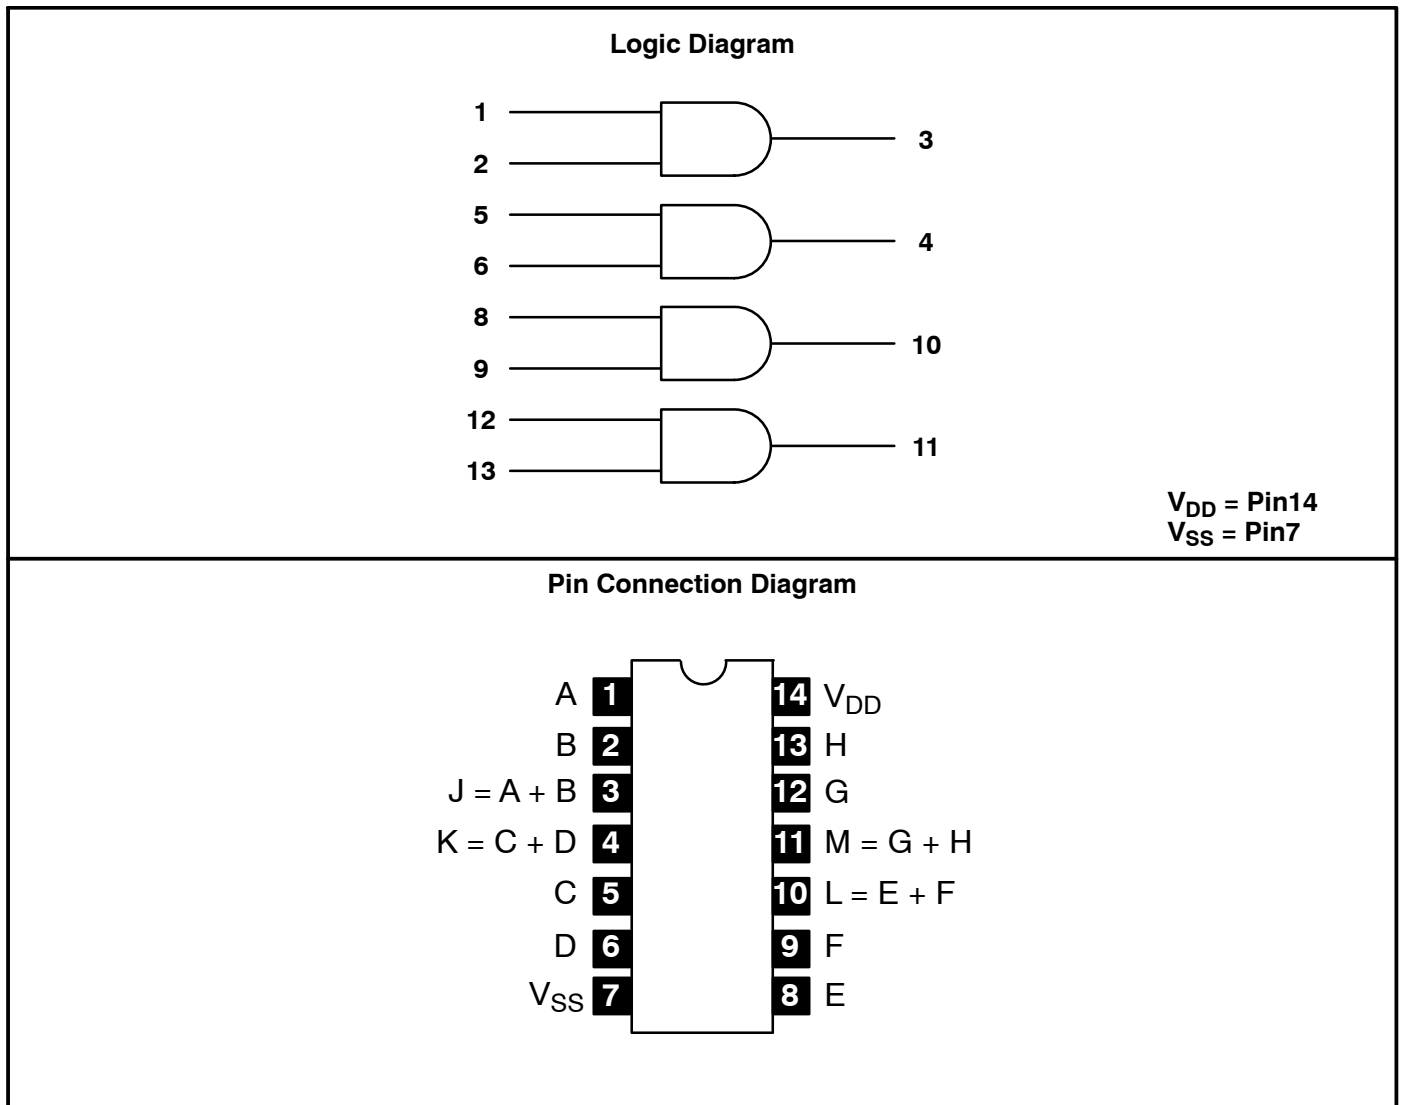 Logic Diagram
1
2
3
5
6
4
8
9
10
12
13
11
VDD = Pin14
VSS = Pin7
Pin Connection Diagram
A 1 14 VDD
B 2 13 H
J = A + B 3 12 G
K = C + D 4 11 M = G + H
C 5 10 L = E + F
D 6 9 F
VSS 7 8 E